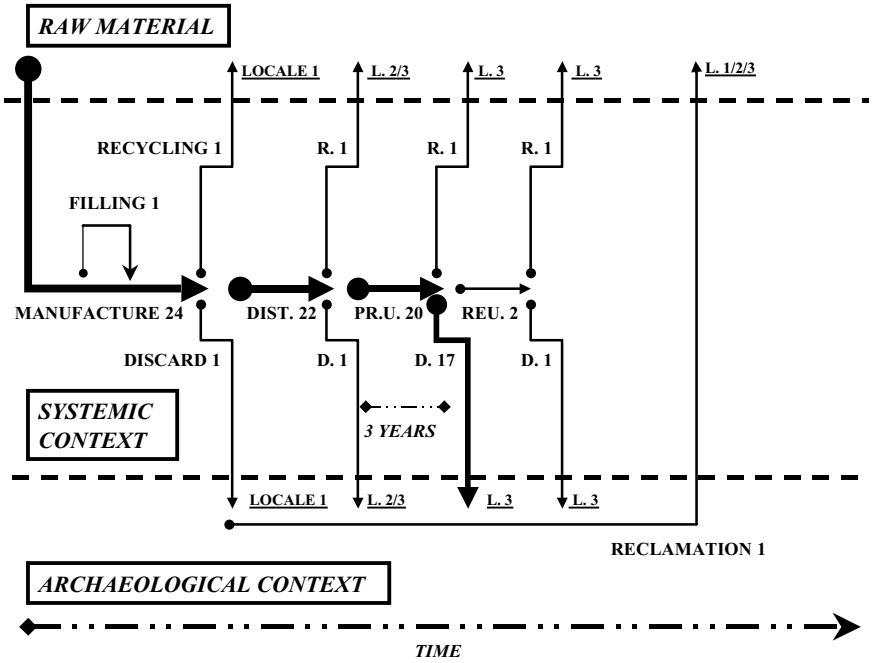 RAW MATERIAL
LOCALE 1
L. 2/3
L. 3
L. 3
L. 1/2/3
RECYCLING 1
R. 1
R. 1
R. 1
FILLING 1
MANUFACTURE 24
DIST. 22
PR.U. 20
REU. 2
DISCARD 1
D. 1
D. 17
D. 1
SYSTEMIC
CONTEXT
3 YEARS
LOCALE 1
L. 2/3
L. 3
L. 3
RECLAMATION 1
ARCHAEOLOGICAL CONTEXT
TIME